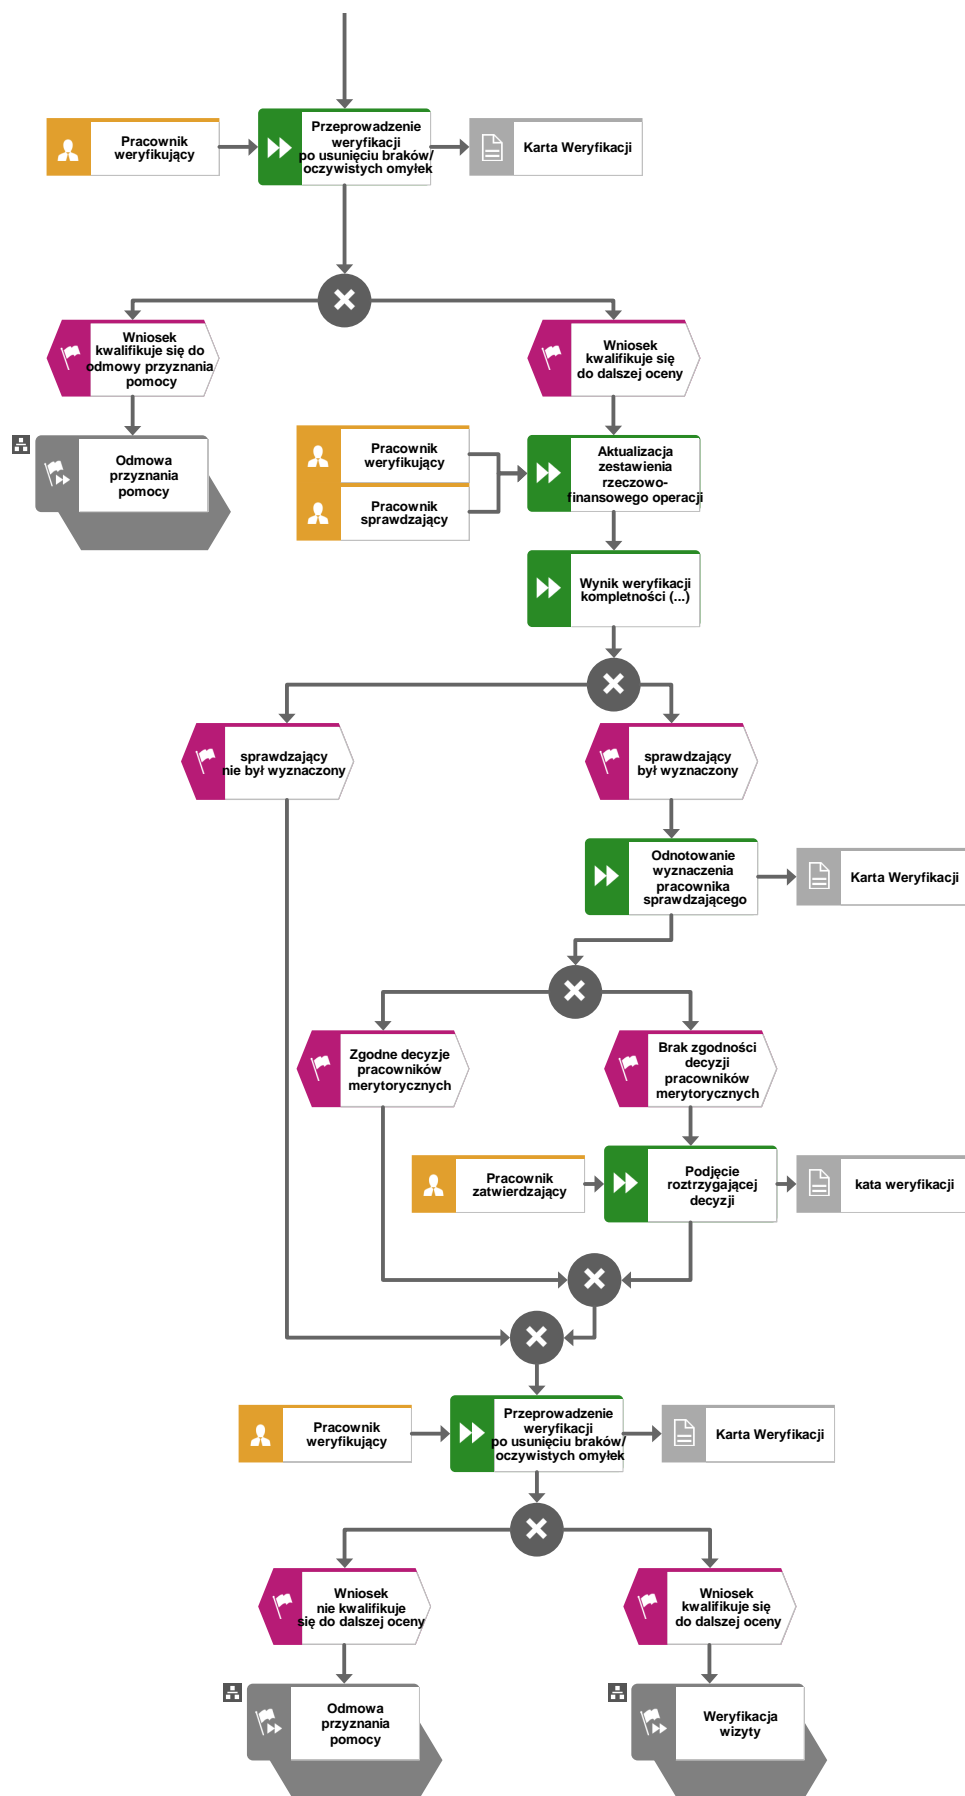 Pracownik
weryfikujący
Przeprowadzenie
weryfikacji
po usunięciu braków/
oczywistych omyłek
Karta Weryfikacji
Wniosek
kwalifikuje się do
odmowy przyznania
pomocy
Wniosek
kwalifikuje się
do dalszej oceny
Odmowa
przyznania
pomocy
Pracownik
weryfikujący
Pracownik
sprawdzający
Aktualizacja
zestawienia
rzeczowo-
finansowego operacji
Wynik weryfikacji
kompletności (...)
sprawdzający
nie był wyznaczony
sprawdzający
był wyznaczony
Odnotowanie
wyznaczenia
pracownika
sprawdzającego
Karta Weryfikacji
Zgodne decyzje
pracowników
merytorycznych
Brak zgodności
decyzji
pracowników
merytorycznych
Pracownik
zatwierdzający
Podjęcie
roztrzygającej
decyzji
kata weryfikacji
Pracownik
weryfikujący
Przeprowadzenie
weryfikacji
po usunięciu braków/
oczywistych omyłek
Karta Weryfikacji
Wniosek
nie kwalifikuje
się do dalszej oceny
Wniosek
kwalifikuje się
do dalszej oceny
Odmowa
przyznania
pomocy
Weryfikacja
wizyty